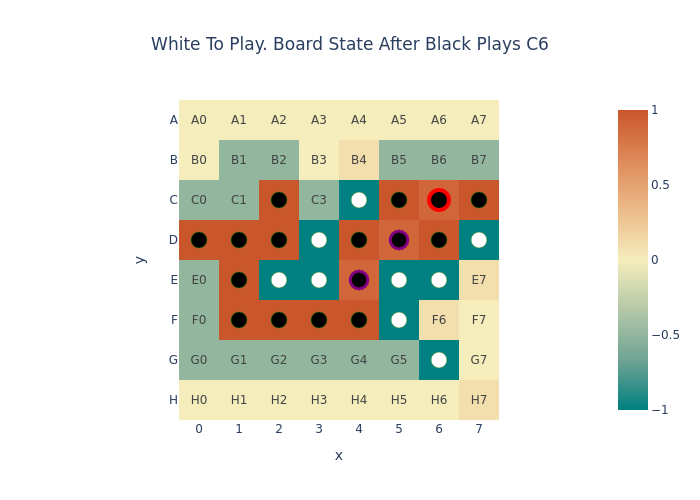 White To Play. Board State After Black Plays C6
A A0 A1 A2 A3 A4 A5 A6 A7
B B0 B1 B2 B3 B4 B5 B6 B7
C C0 C1 C3
D
E E0 E7
F F0 F6 F7
G G0 G1 G2 G3 G4 G5 G7
H H0 H1 H2 H3 H4 H5 H6 H7
0 1 2 3 4 5 6 7
x
y
1
0.5
0
−0.5
−1